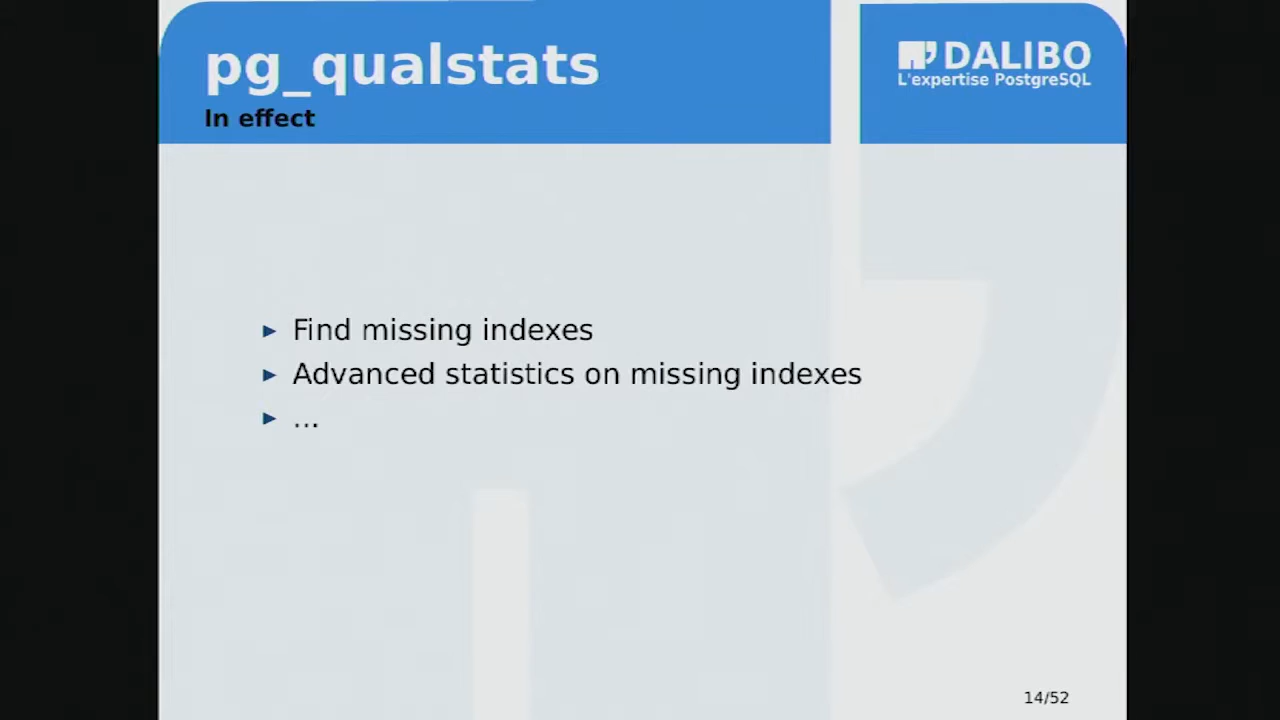 pg_qualstats
In effect
DALIBO
L'expertise PostgreSQL
► Find missing indexes
► Advanced statistics on missing indexes
► ...
14/52